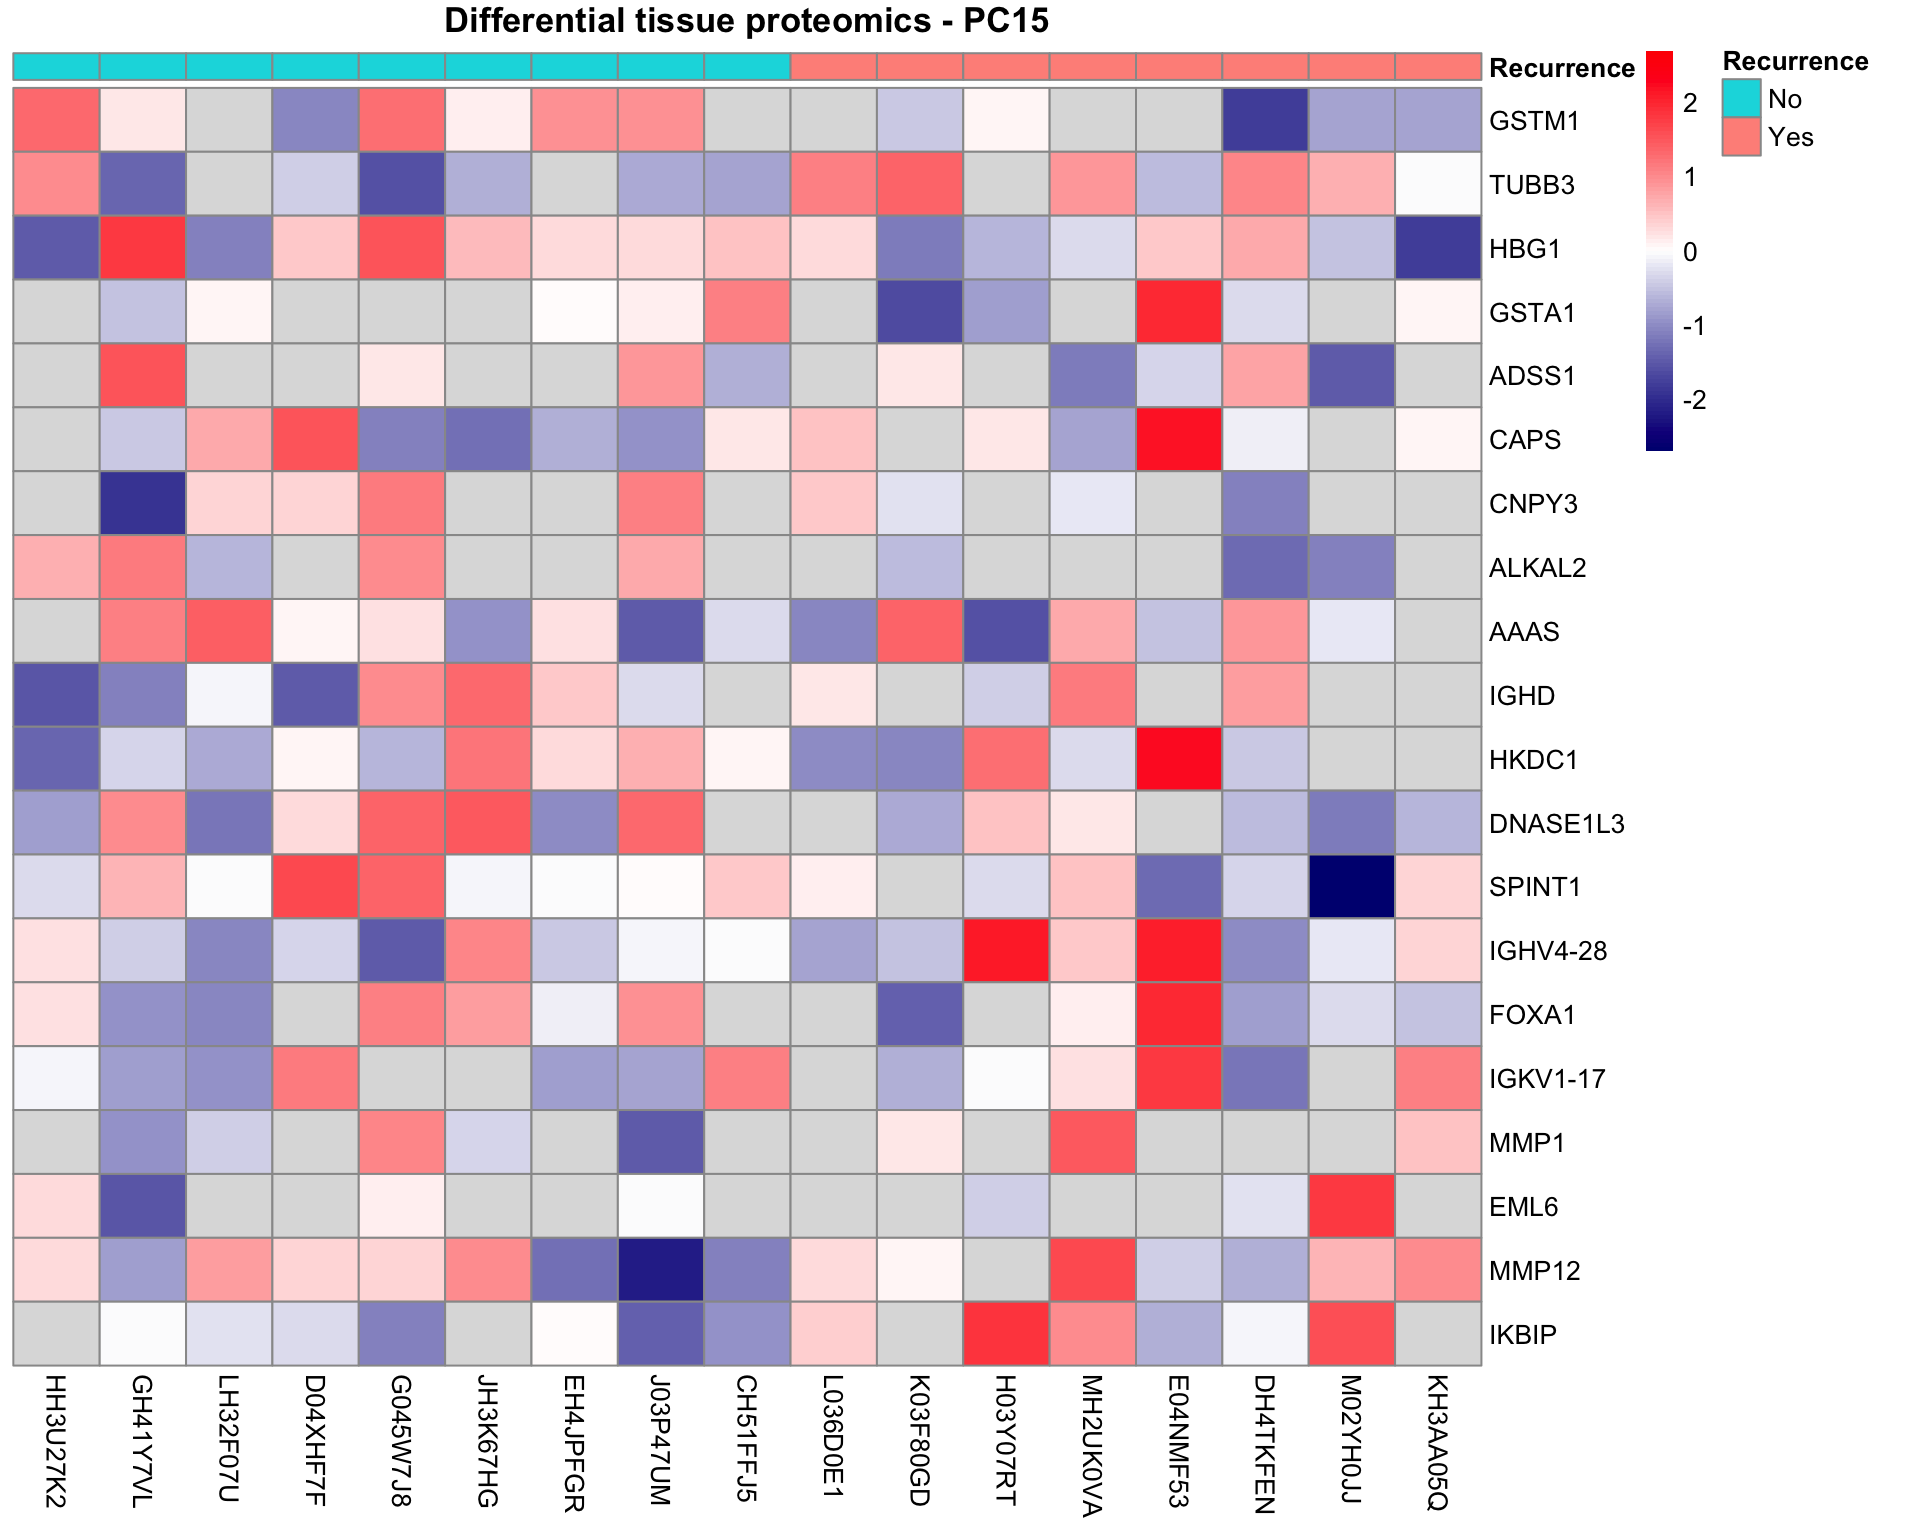 Differential tissue proteomics - PC15
Recurrence
GSTM1
TUBB3
HBG1
GSTA1
ADSS1
CAPS
CNPY3
ALKAL2
AAAS
IGHD
HKDC1
DNASE1L3
SPINT1
IGHV4-28
FOXA1
IGKV1-17
MMP1
EML6
MMP12
IKBIP
2
1
0
-1
-2
Recurrence
No
Yes
HH3U27K2
GH41Y7VL
LH32F07U
D04XHF7F
G045W7J8
JH3K67HG
EH4JPFGR
J03P47UM
CH51FFJ5
L036D0E1
K03F80GD
H03Y07RT
MH2UK0VA
E04NMF53
DH4TKFEN
M02YH0JJ
KH3AA05Q